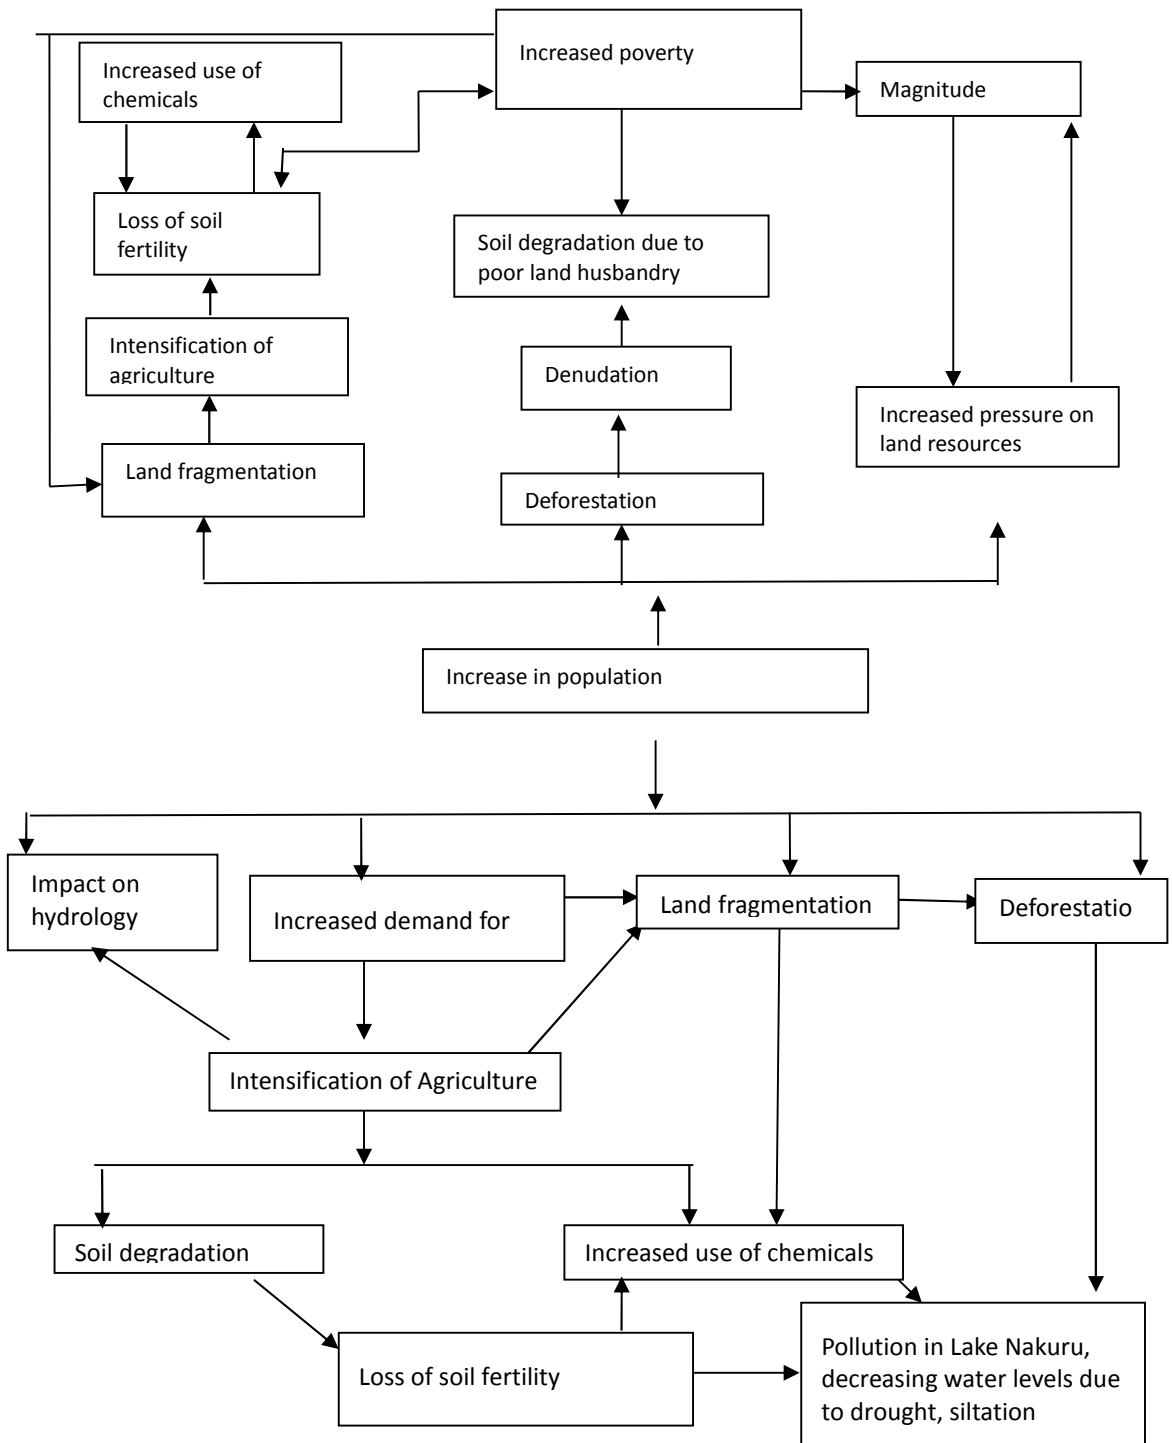 Increased poverty
Increased use of
chemicals
Magnitude
Loss of soil
fertility
Soil degradation due to
poor land husbandry
Intensification of
agriculture
Denudation
Increased pressure on
land resources
Land fragmentation
Deforestation
Increase in population
Impact on
hydrology
Increased demand for
Land fragmentation
Deforestatio
Intensification of Agriculture
Soil degradation
Increased use of chemicals
Loss of soil fertility
Pollution in Lake Nakuru,
decreasing water levels due
to drought, siltation